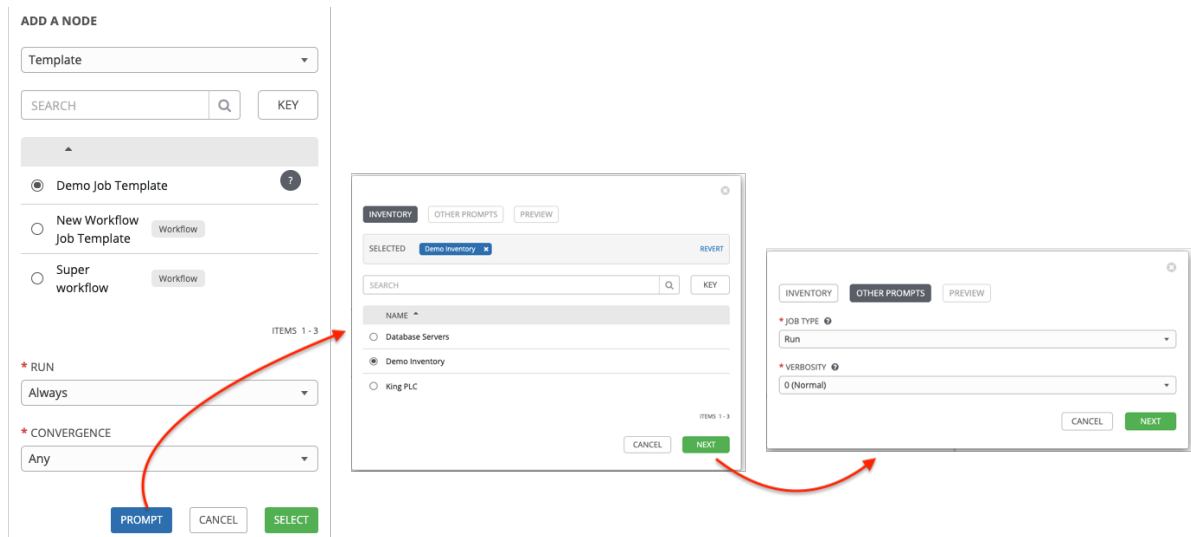 ADD A NODE
Template
SEARCH
KEY
Demo Job Template
?
New Workflow
Job Template
Workflow
Super
workflow
Workflow
ITEMS 1 - 3
* RUN
Always
* CONVERGENCE
Any
PROMPT
CANCEL
SELECT
INVENTORY
OTHER PROMPTS
PREVIEW
SELECTED
Demo Inventory x
REVERT
SEARCH
KEY
NAME
Database Servers
Demo Inventory
King PLC
ITEMS 1 - 3
CANCEL
NEXT
INVENTORY
OTHER PROMPTS
PREVIEW
* JOB TYPE ?
Run
* VERBOSITY ?
0 (Normal)
CANCEL
NEXT